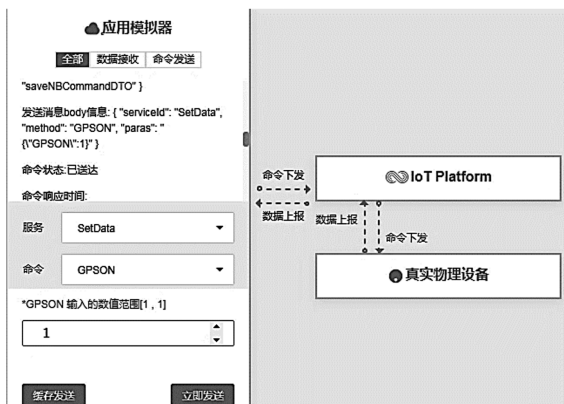 应用模拟器
全部 数据接收 命令发送
"saveNBCommandDTO" }
发送消息body信息: { "serviceId": "SetData",
"method": "GPSON", "paras": "
{\"GPSON\":1}" }
命令状态:已送达
命令响应时间:
服务 SetData
命令 GPSON
*GPSON 输入的数值范围[1 , 1]
1
缓存发送 立即发送
命令下发
数据上报
IoT Platform
数据上报
命令下发
真实物理设备